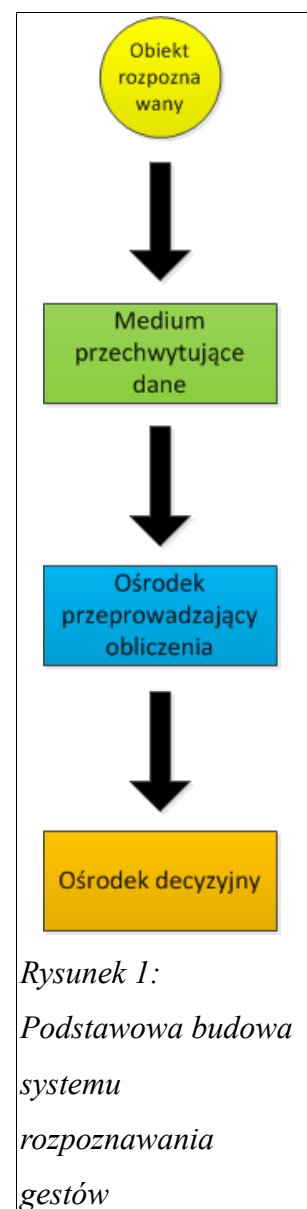 Obiekt
rozpozna
wany
Medium
przechwytujące
dane
Ośrodek
przeprowadzający
obliczenia
Ośrodek decyzyjny
Rysunek 1:
Podstawowa budowa
systemu
rozpoznawania
gestów